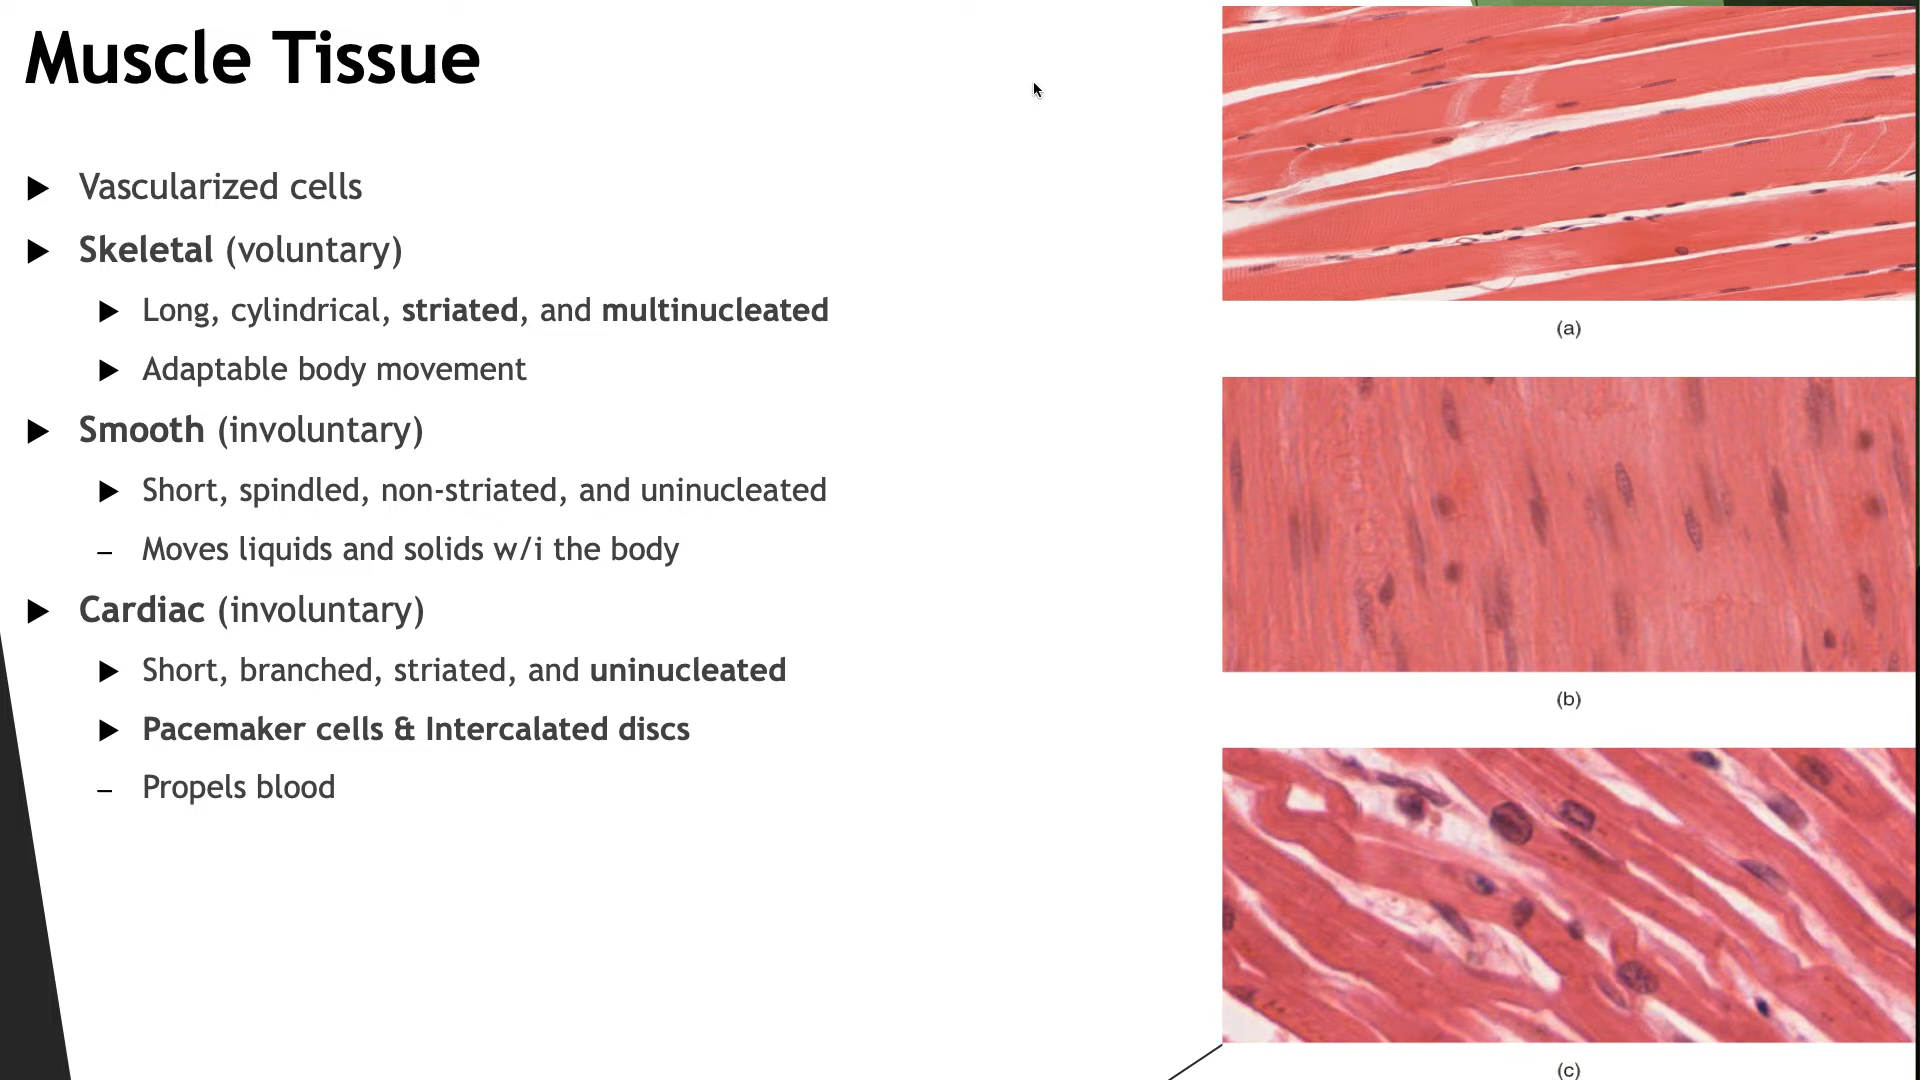 Muscle Tissue
Vascularized cells
Skeletal (voluntary)
Long, cylindrical, striated, and multinucleated
Adaptable body movement
Smooth (involuntary)
Short, spindled, non-striated, and uninucleated
– Moves liquids and solids w/i the body
Cardiac (involuntary)
Short, branched, striated, and uninucleated
Pacemaker cells & Intercalated discs
– Propels blood
(a)
(b)
(c)